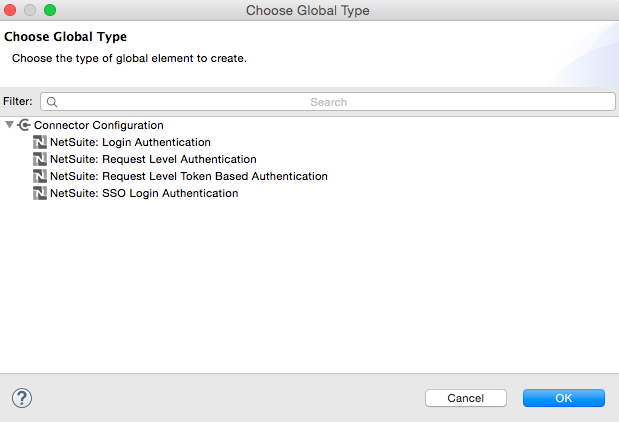 Choose Global Type
Choose Global Type
Choose the type of global element to create.
Filter: Search
Connector Configuration
NetSuite: Login Authentication
NetSuite: Request Level Authentication
NetSuite: Request Level Token Based Authentication
NetSuite: SSO Login Authentication
? Cancel OK